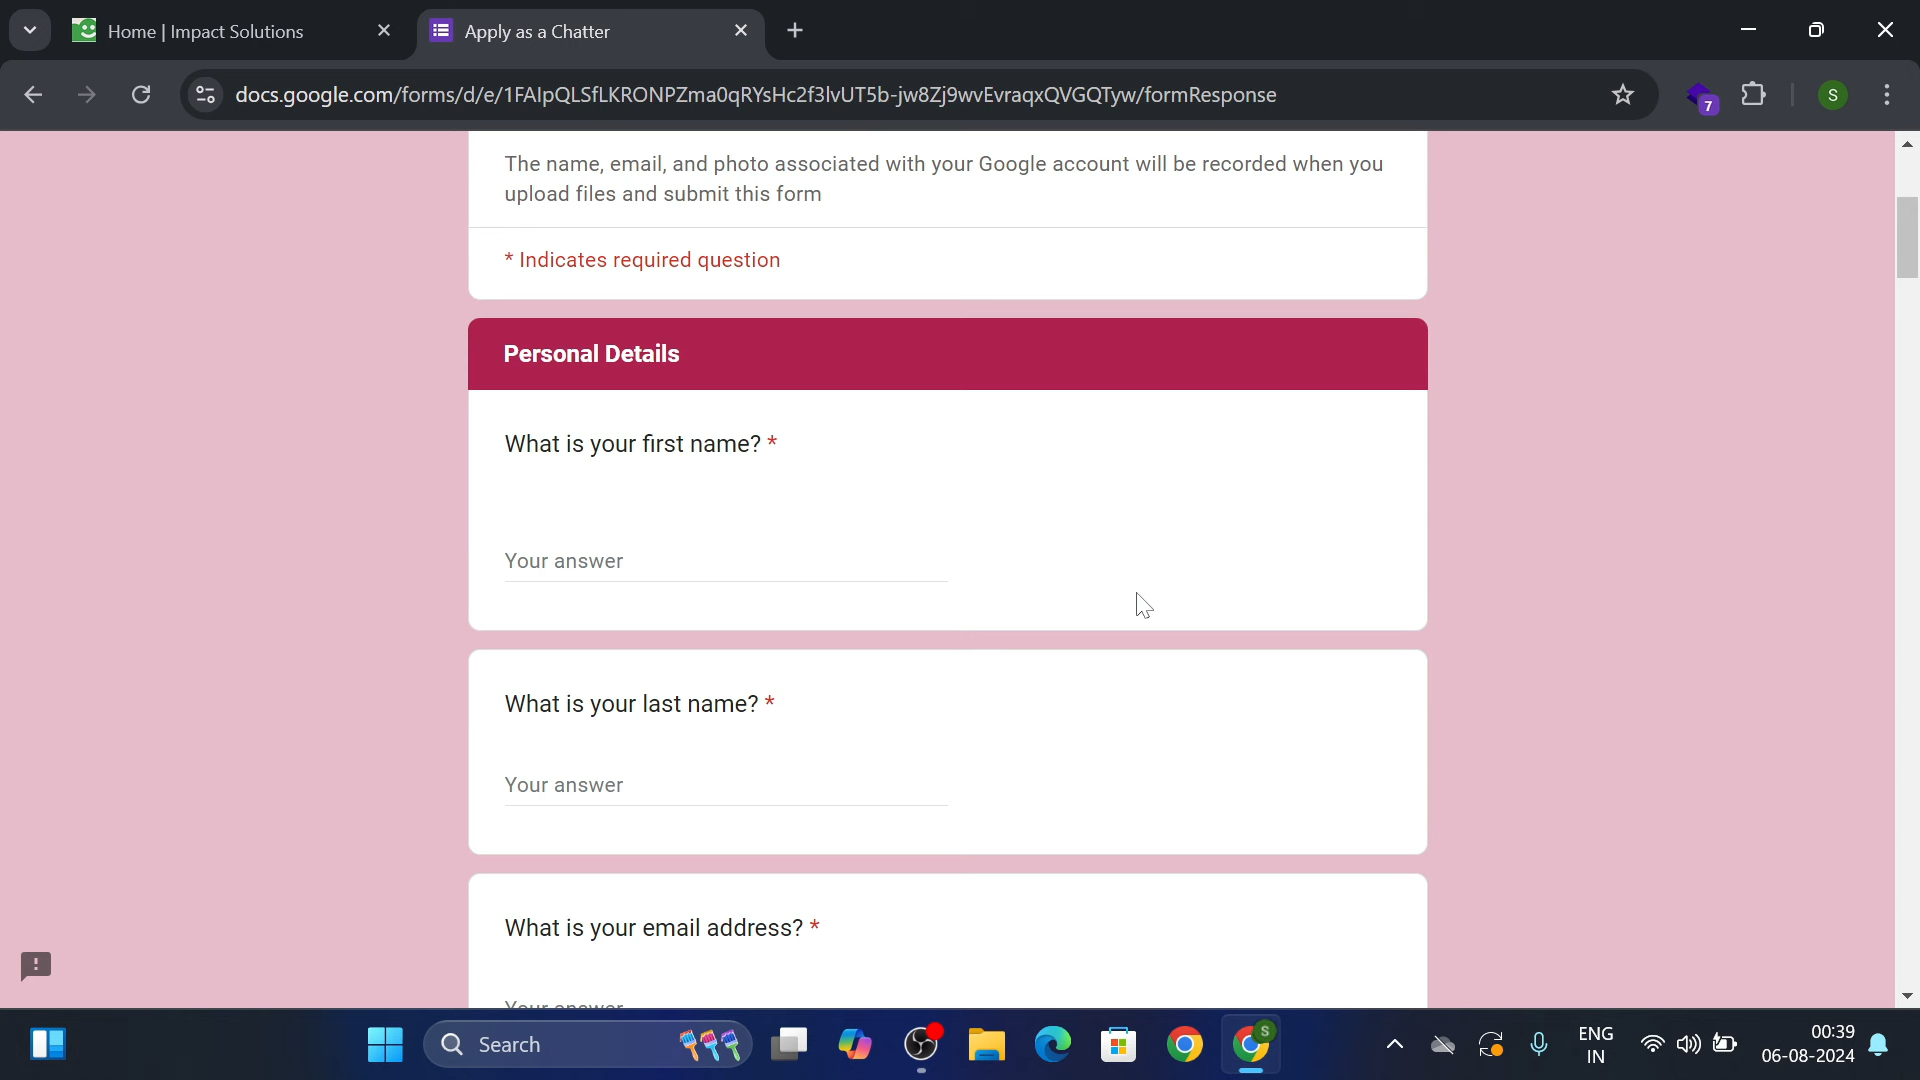 Home | Impact Solutions
Apply as a Chatter
docs.google.com/forms/d/e/1FAIpQLSfLKRONPZma0qRYsHc2f3lvUT5b-jw8Zj9wvEvraqxQVGQTyw/formResponse
7
S
The name, email, and photo associated with your Google account will be recorded when you
upload files and submit this form
* Indicates required question
Personal Details
What is your first name? *
Your answer
What is your last name? *
Your answer
What is your email address? *
Your answer
Search
S
ENG
IN
00:39
06-08-2024